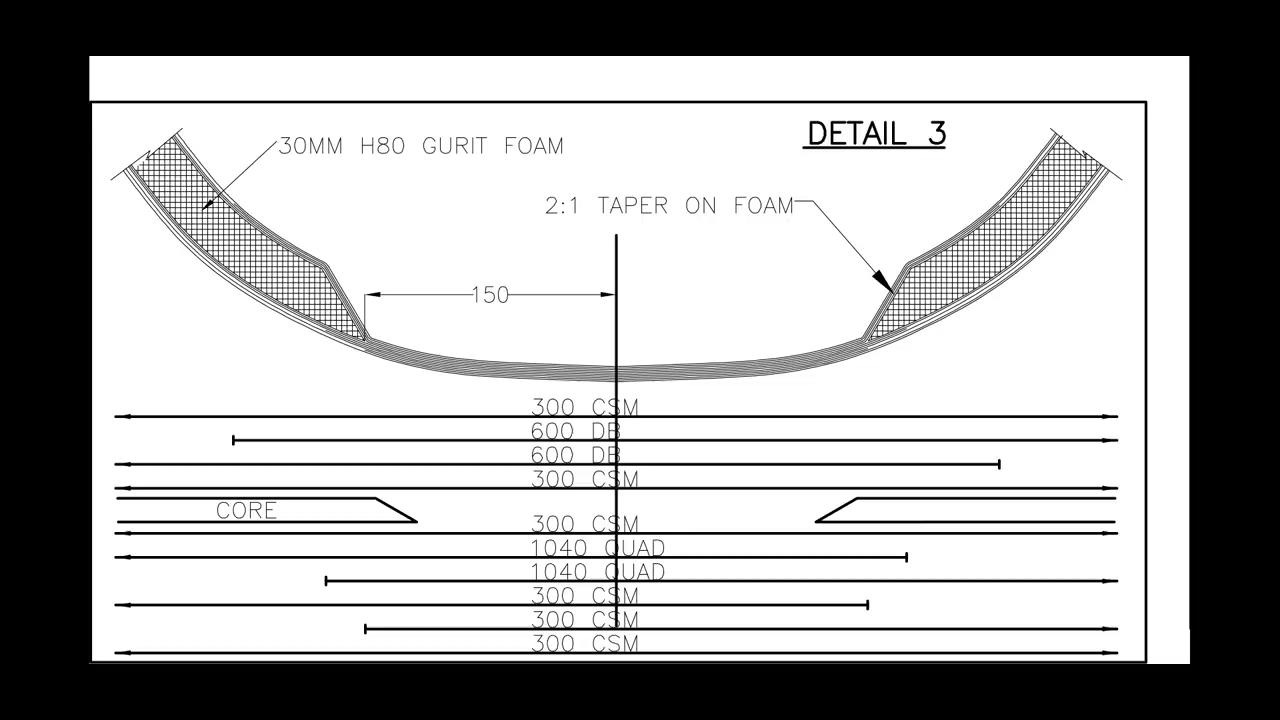 DETAIL 3
30MM H80 GURIT FOAM
2:1 TAPER ON FOAM
150
300 CSM
600 DB
600 DB
300 CSM
CORE
300 CSM
1040 QUAD
1040 QUAD
300 CSM
300 CSM
300 CSM